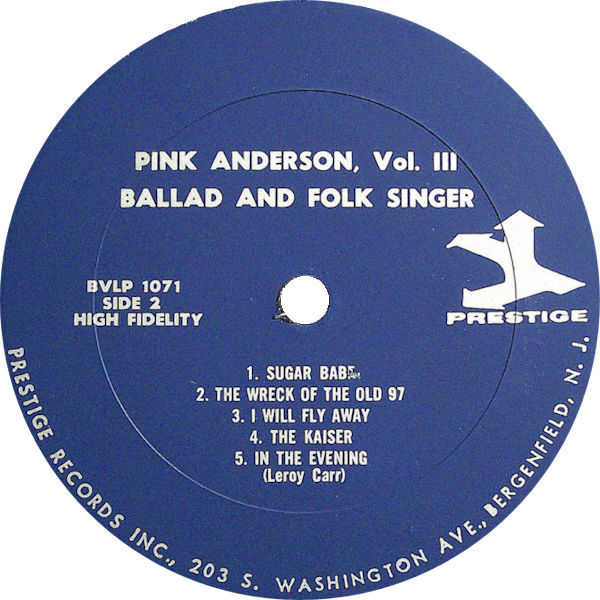 PINK ANDERSON, Vol. III
BALLAD AND FOLK SINGER
BVLP 1071
SIDE 2
HIGH FIDELITY
PRESTIGE
1. SUGAR BABE
2. THE WRECK OF THE OLD 97
3. I WILL FLY AWAY
4. THE KAISER
5. IN THE EVENING
(Leroy Carr)
PRESTIGE RECORDS INC., 203 S. WASHINGTON AVE., BERGENFIELD, N. J.